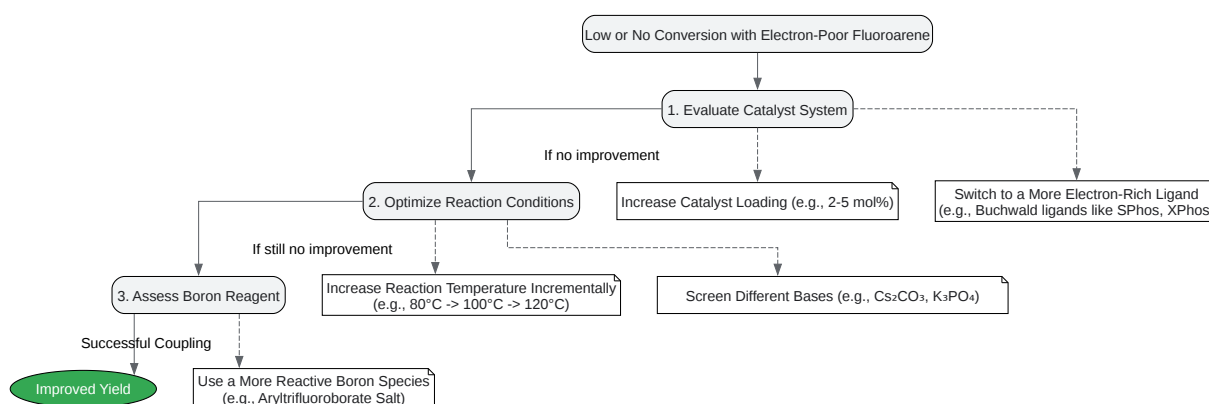 Low or No Conversion with Electron-Poor Fluoroarene
1. Evaluate Catalyst System
If no improvement
2. Optimize Reaction Conditions
Increase Catalyst Loading (e.g., 2-5 mol%)
Switch to a More Electron-Rich Ligand
(e.g., Buchwald ligands like SPhos, XPhos
If still no improvement
3. Assess Boron Reagent
Increase Reaction Temperature Incrementally
(e.g., 80°C -> 100°C -> 120°C)
Screen Different Bases (e.g., Cs₂CO₃, K₃PO₄)
Successful Coupling
Improved Yield
Use a More Reactive Boron Species
(e.g., Aryltrifluoroborate Salt)